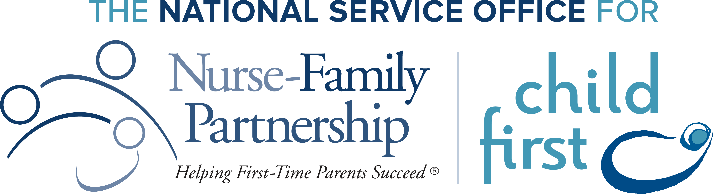 THE NATIONAL SERVICE OFFICE FOR
Nurse-Family
Partnership
Helping First-Time Parents Succeed®
child
first